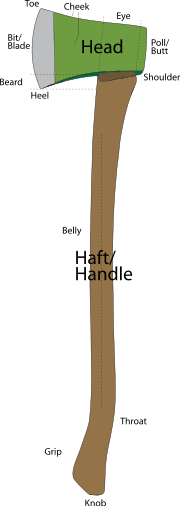 Toe
Cheek
Eye
Bit/
Blade
Head
Poll/
Butt
Beard
Shoulder
Heel
Belly
Haft/
Handle
Throat
Grip
Knob